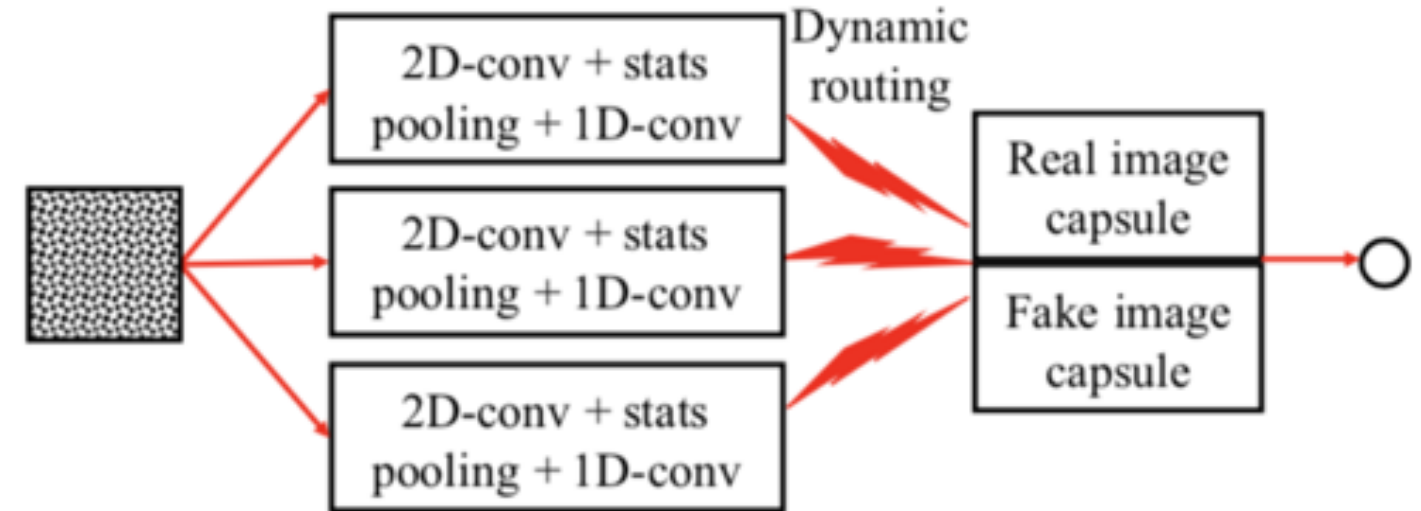 2D-conv + stats
pooling + 1D-conv
Dynamic
routing
2D-conv + stats
pooling + 1D-conv
2D-conv + stats
pooling + 1D-conv
Real image
capsule
Fake image
capsule